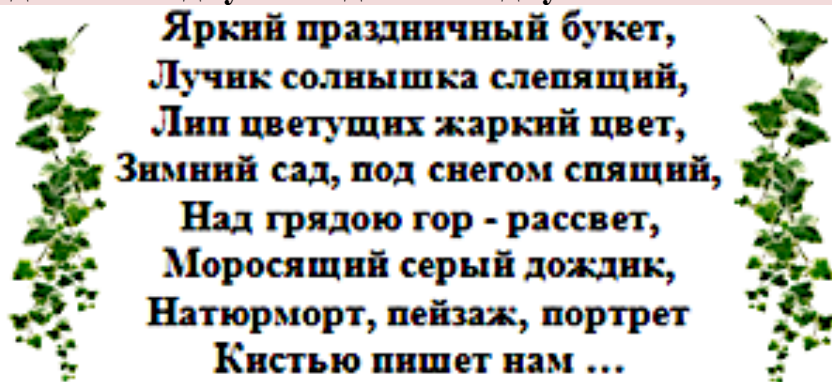 Яркий праздничный букет,
Лучик солнышка слепящий,
Лип цветущих жаркий цвет,
Зимний сад, под снегом спящий,
Над грядою гор - рассвет,
Моросящий серый дождик,
Натюрморт, пейзаж, портрет
Кистью пишет нам ...